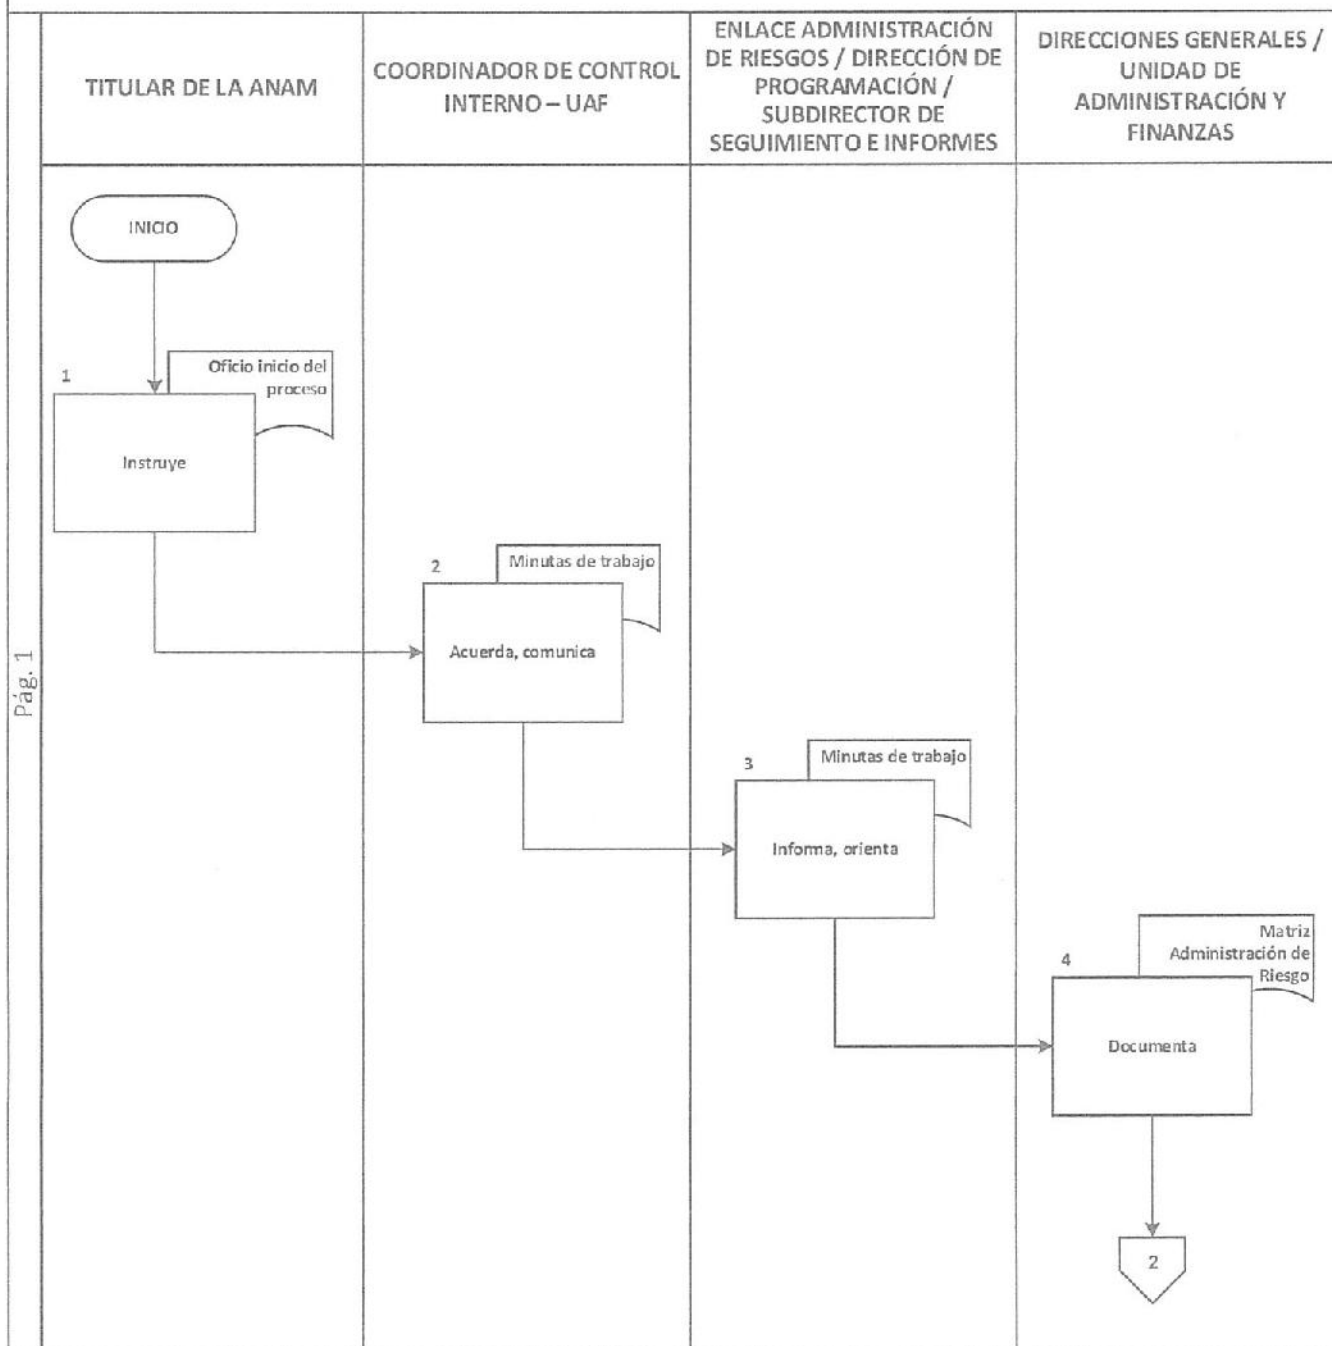 TITULAR DE LA ANAM
COORDINADOR DE CONTROL
INTERNO – UAF
ENLACE ADMINISTRACIÓN
DE RIESGOS / DIRECCIÓN DE
PROGRAMACIÓN /
SUBDIRECTOR DE
SEGUIMIENTO E INFORMES
DIRECCIONES GENERALES /
UNIDAD DE
ADMINISTRACIÓN Y
FINANZAS
Pág. 1
INICIO
1
Oficio inicio del
proceso
Instruye
2
Minutas de trabajo
Acuerda, comunica
3
Minutas de trabajo
Informa, orienta
4
Matriz
Administración de
Riesgo
Documenta
2